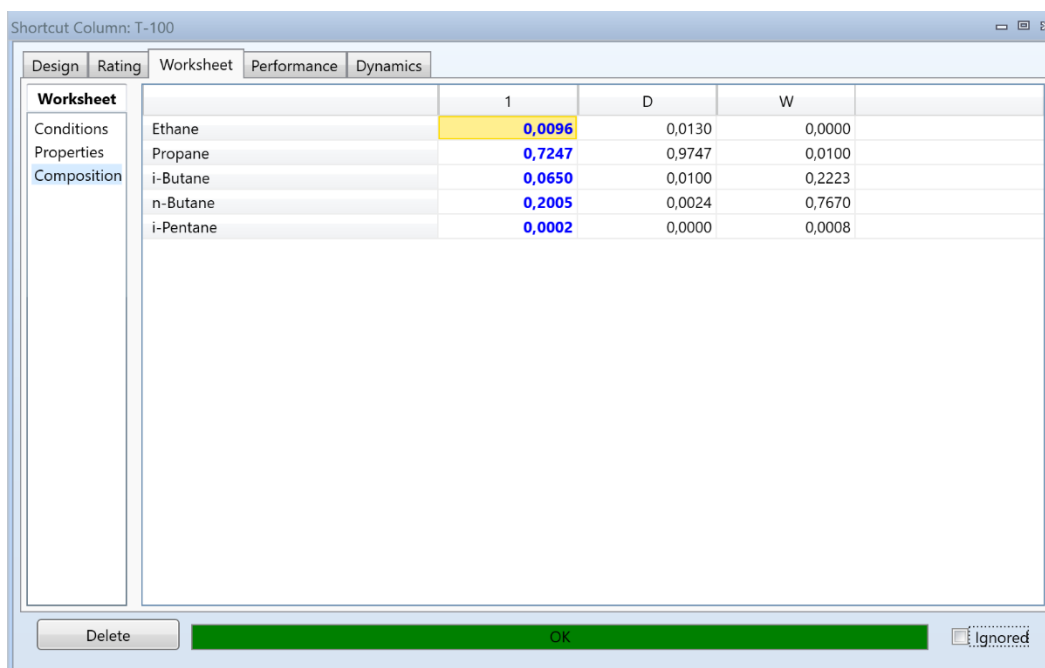 Shortcut Column: T-100
Design Rating Worksheet Performance Dynamics
Worksheet 1 D W
Conditions Ethane 0,0096 0,0130 0,0000
Properties Propane 0,7247 0,9747 0,0100
Composition i-Butane 0,0650 0,0100 0,2223
n-Butane 0,2005 0,0024 0,7670
i-Pentane 0,0002 0,0000 0,0008
Delete OK Ignored